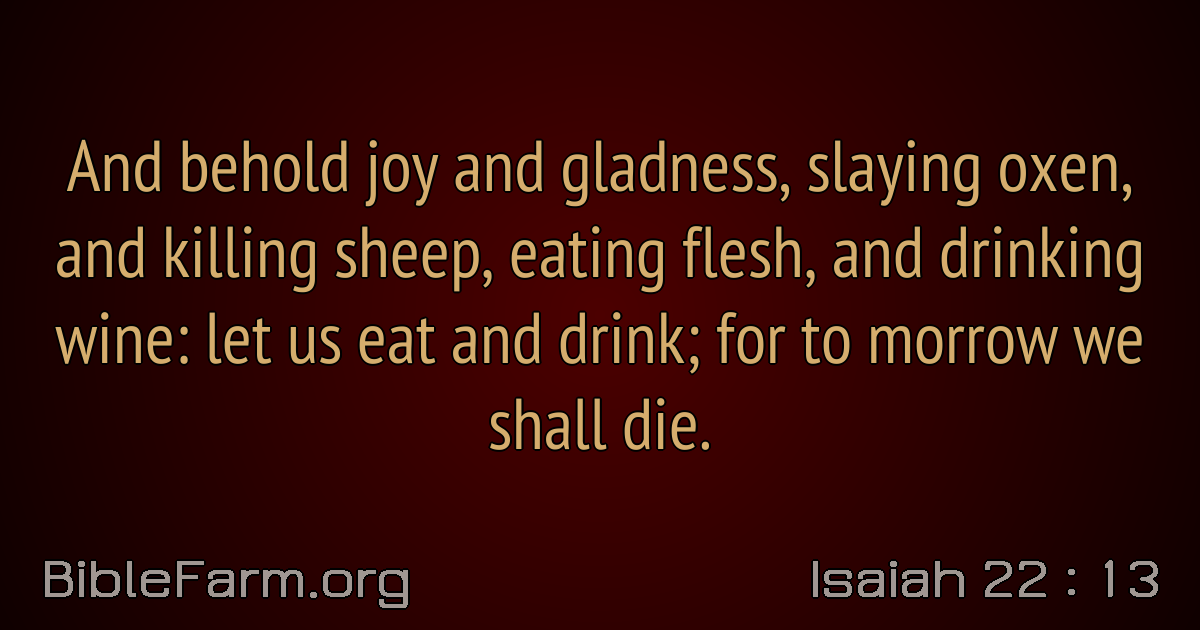 And behold joy and gladness, slaying oxen,
and killing sheep, eating flesh, and drinking
wine: let us eat and drink; for to morrow we
shall die.
BibleFarm.org
Isaiah 22 : 13